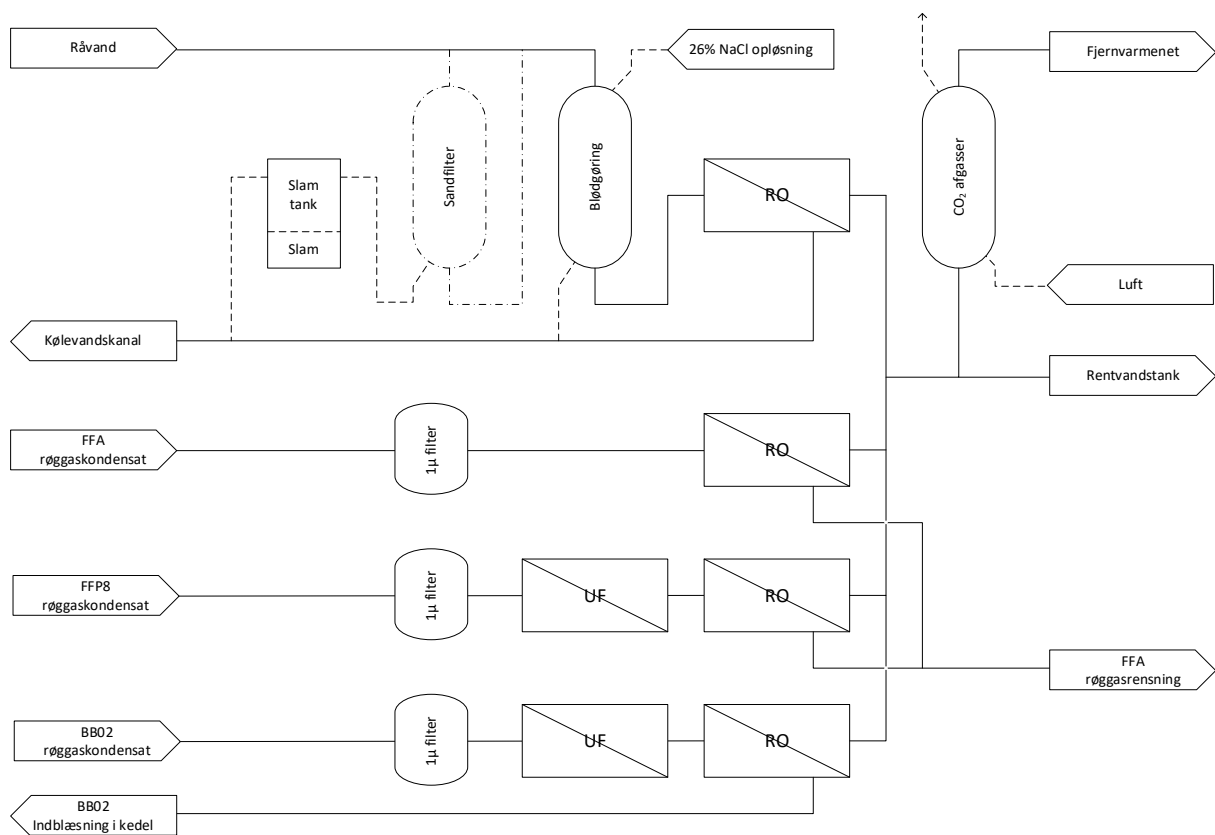 Råvand
26% NaCl opløsning
Fjernvarmenet
Slam
tank
Slam
Sandfilter
Blødgøring
RO
CO₂ afgasser
Luft
Kølevandskanal
Rentvandstank
FFA
røggaskondensat
1µ filter
RO
FFP8
røggaskondensat
1µ filter
UF
RO
FFA
røggasrensning
BB02
røggaskondensat
1µ filter
UF
RO
BB02
Indblæsning i kedel